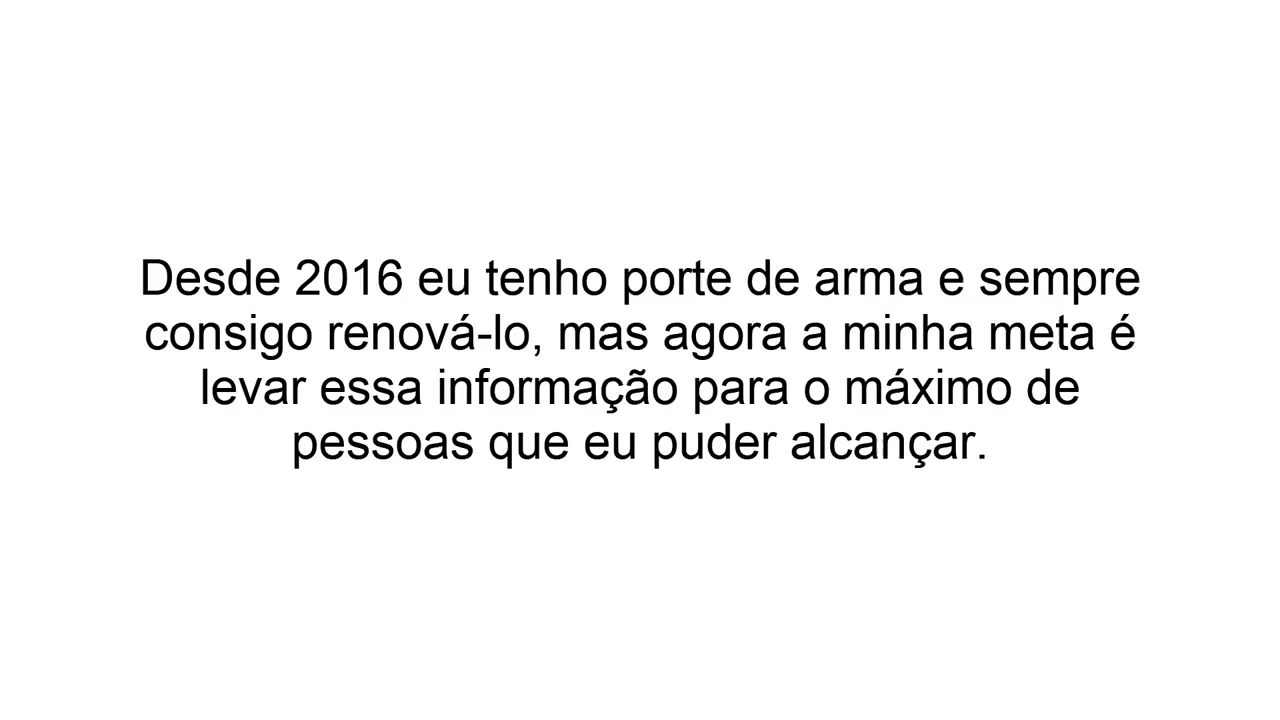 Desde 2016 eu tenho porte de arma e sempre
consigo renová-lo, mas agora a minha meta é
levar essa informação para o máximo de
pessoas que eu puder alcançar.